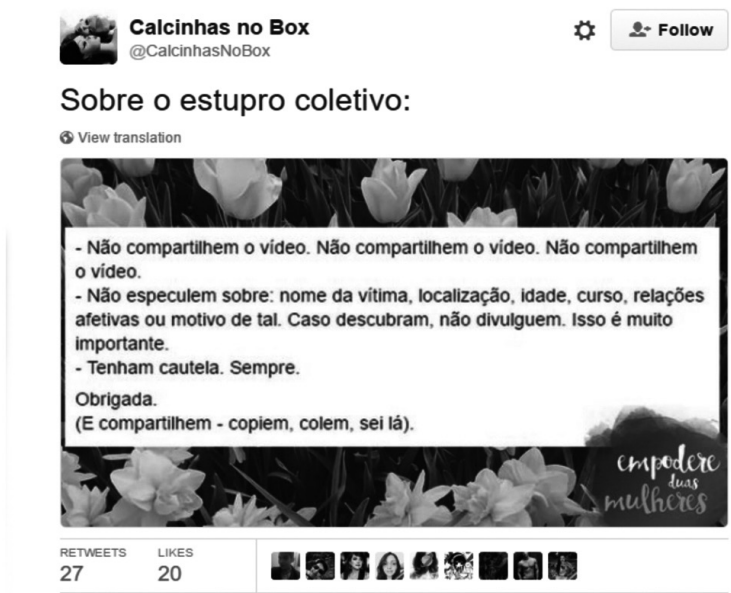 Calcinhas no Box
@CalcinhasNoBox
Follow
Sobre o estupro coletivo:
View translation
- Não compartilhem o vídeo. Não compartilhem o vídeo. Não compartilhem
o vídeo.
- Não especulem sobre: nome da vítima, localização, idade, curso, relações
afetivas ou motivo de tal. Caso descubram, não divulguem. Isso é muito
importante.
- Tenham cautela. Sempre.
Obrigada.
(E compartilhem - copiem, colem, sei lá).
empodere
duas
mulheres
RETWEETS
LIKES
27
20